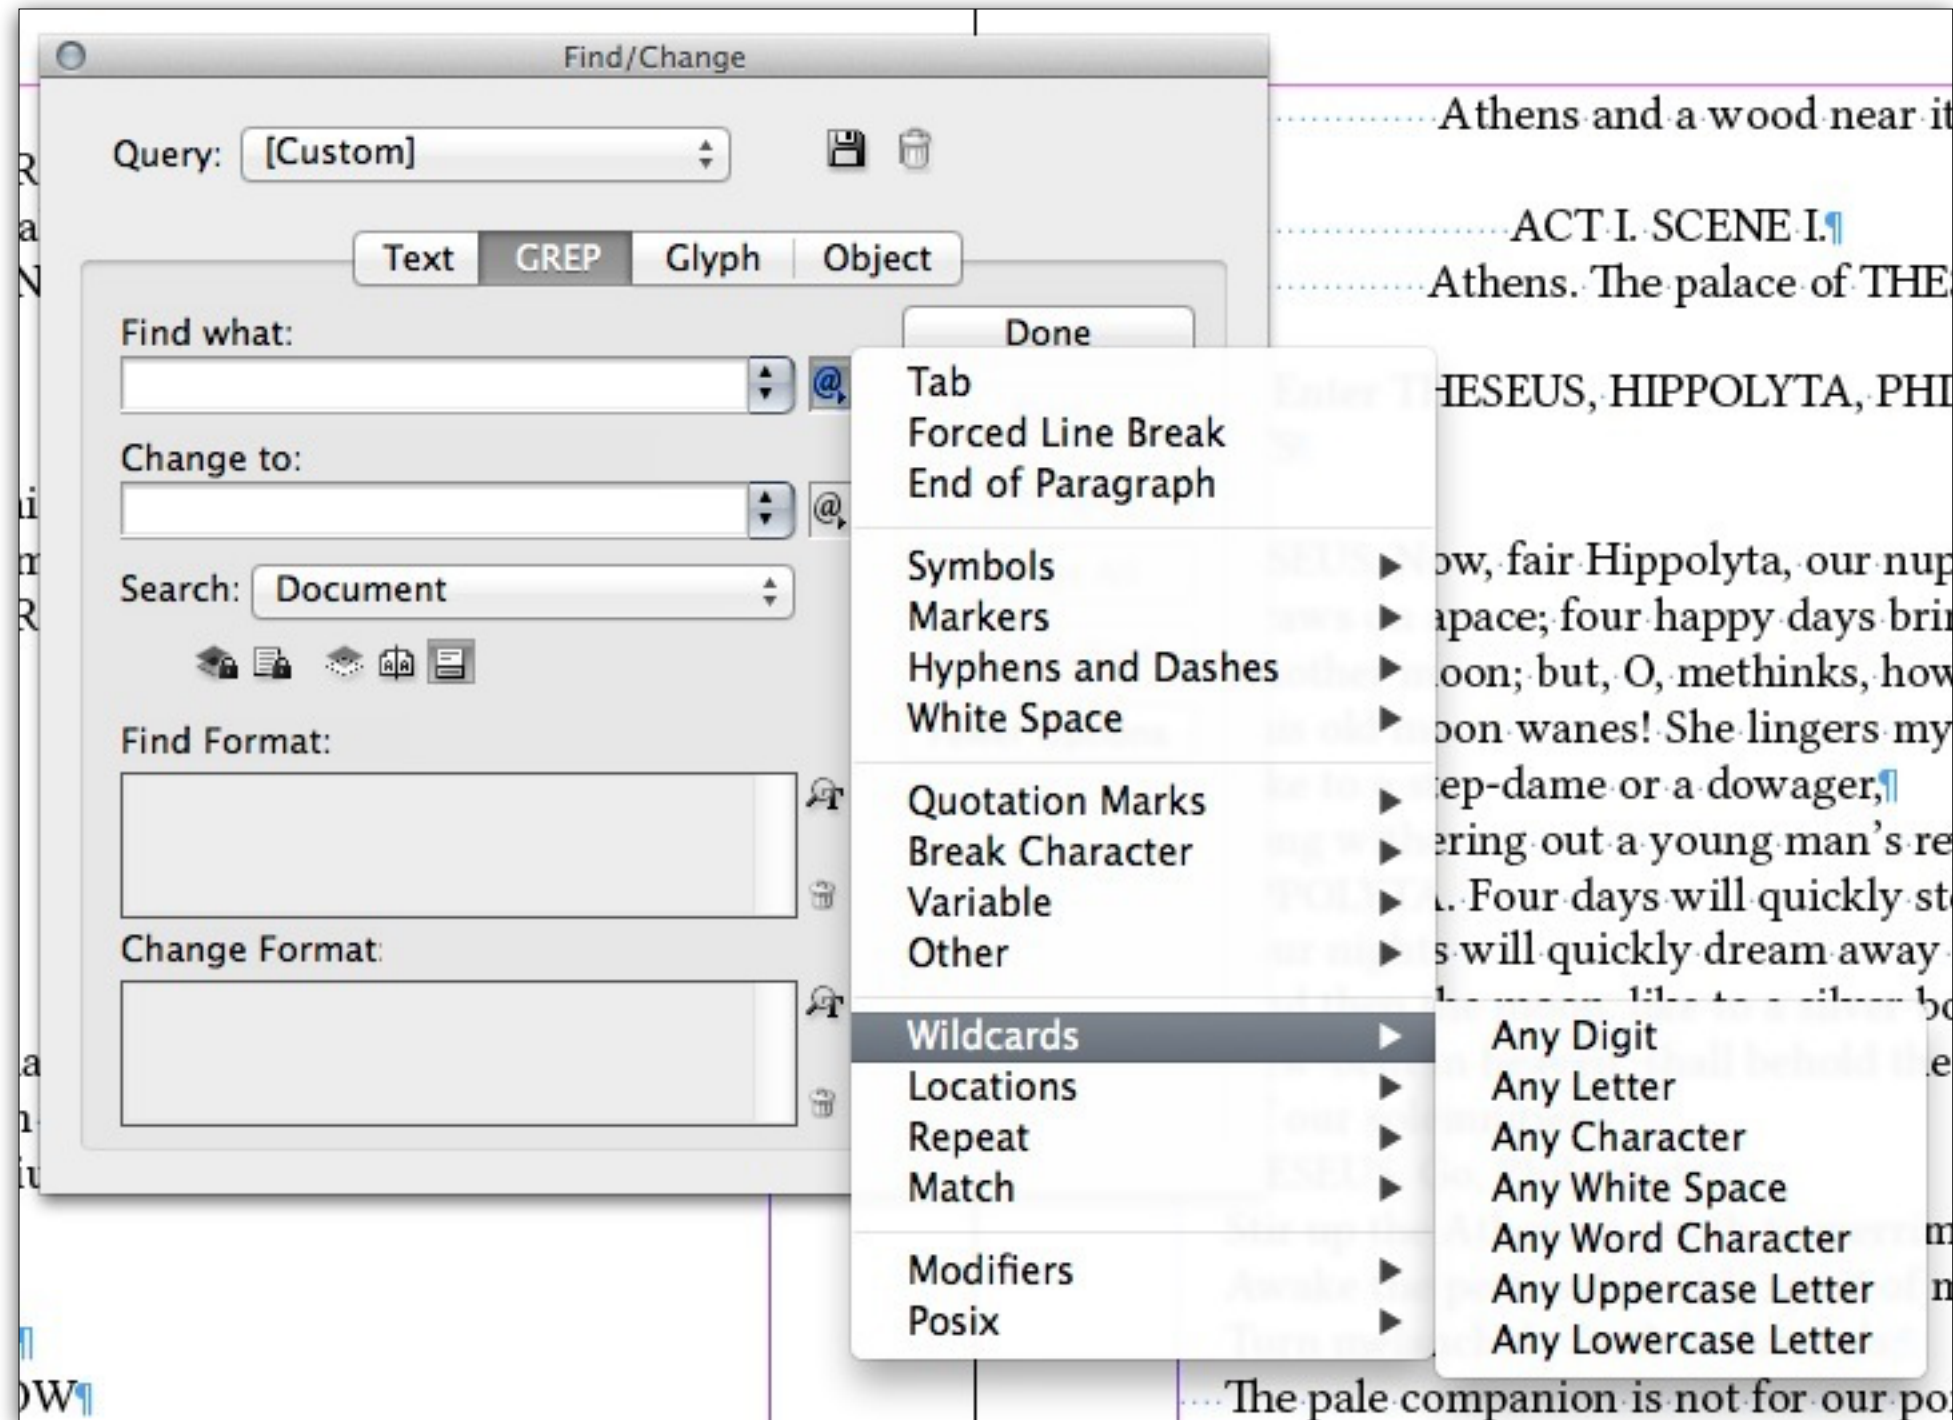 Find/Change
Query: [Custom]
Text GREP Glyph Object
Find what:
Done
Change to:
Search: Document
Find Format:
Change Format:
Tab
Forced Line Break
End of Paragraph
Symbols
Markers
Hyphens and Dashes
White Space
Quotation Marks
Break Character
Variable
Other
Wildcards
Locations
Repeat
Match
Modifiers
Posix
Any Digit
Any Letter
Any Character
Any White Space
Any Word Character
Any Uppercase Letter
Any Lowercase Letter
Athens and a wood near it
ACT I. SCENE I.¶
Athens. The palace of THE
Enter THESEUS, HIPPOLYTA, PHI
ow, fair Hippolyta, our nup
apace; four happy days brin
oon; but, O, methinks, how
oon wanes! She lingers my
ep-dame or a dowager,¶
ering out a young man's re
. Four days will quickly ste
s will quickly dream away
The pale companion is not for our po
OW¶